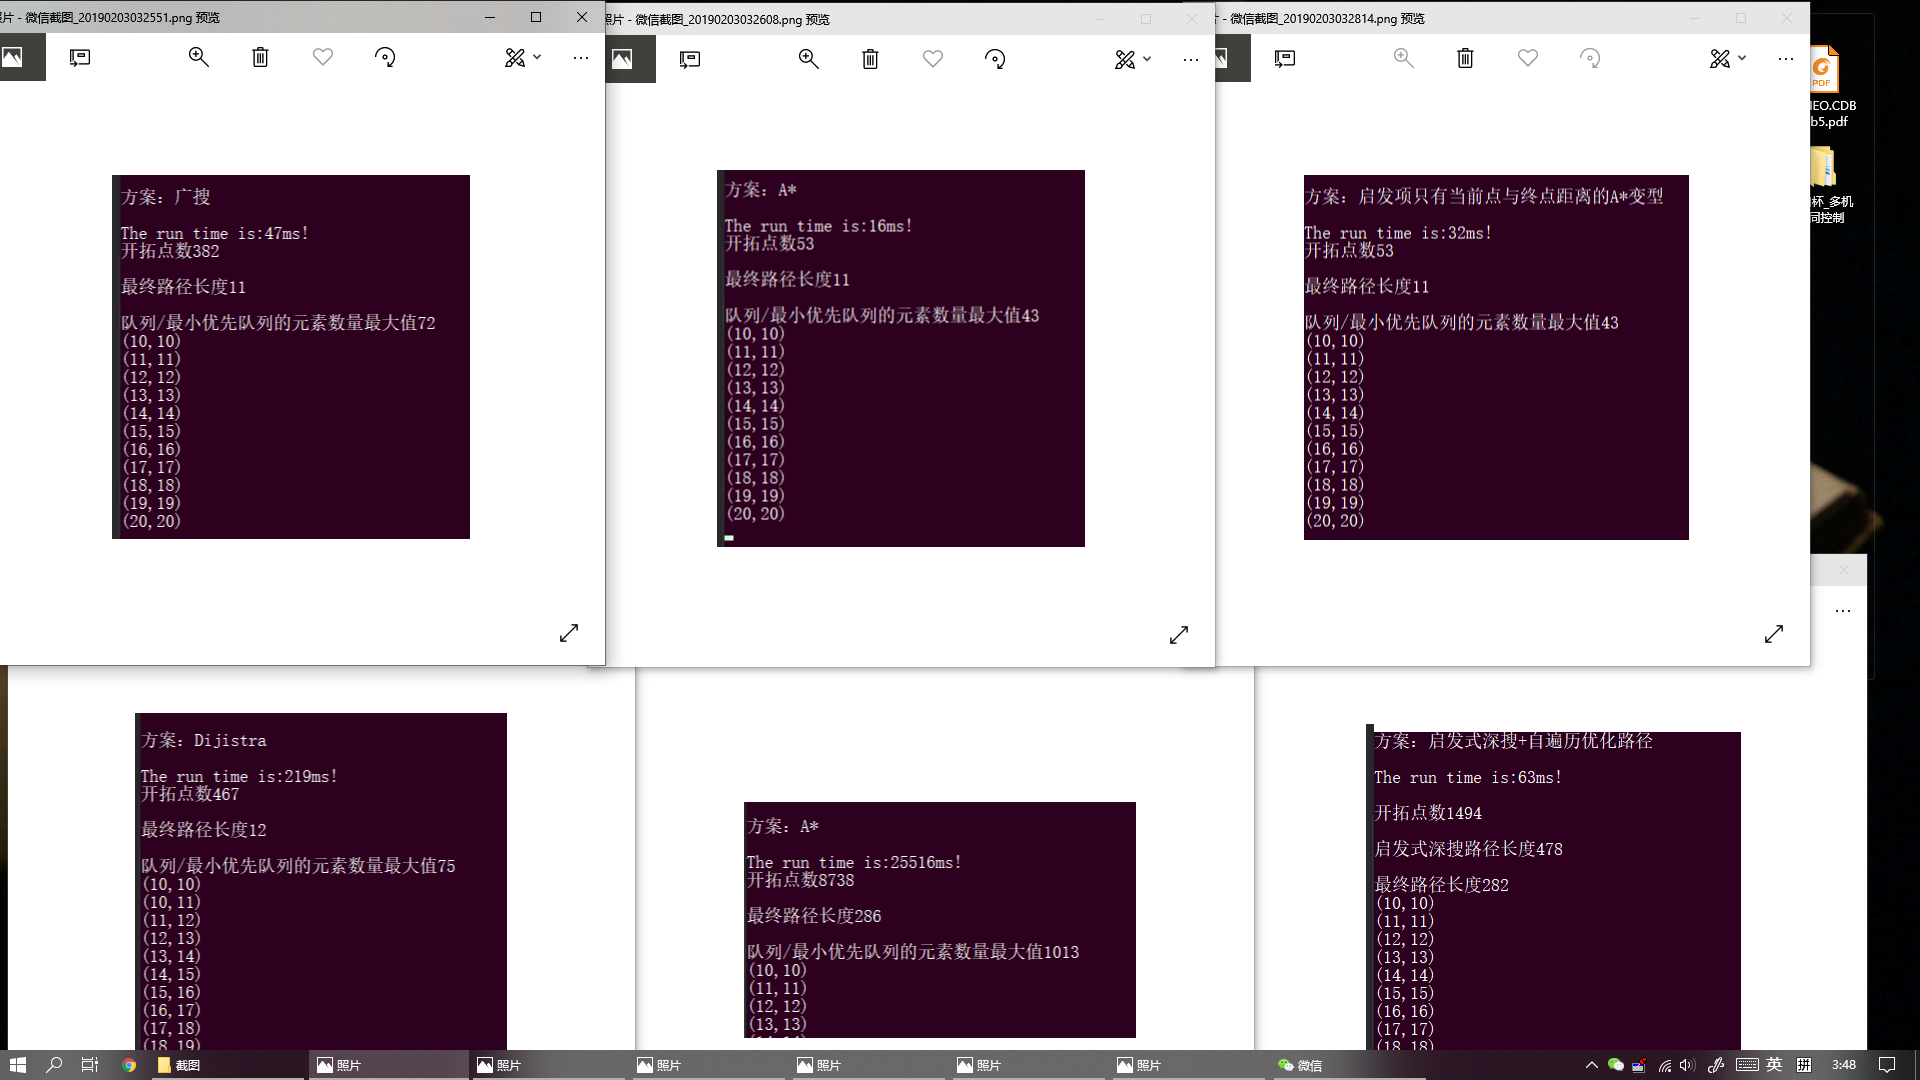 照片 - 微信截图_20190203032551.png 预览
照片 - 微信截图_20190203032608.png 预览
- 微信截图_20190203032814.png 预览
方案：广搜
The run time is:47ms!
开拓点数382
最终路径长度11
队列/最小优先队列的元素数量最大值72
(10,10)
(11,11)
(12,12)
(13,13)
(14,14)
(15,15)
(16,16)
(17,17)
(18,18)
(19,19)
(20,20)
方案：A*
The run time is:16ms!
开拓点数53
最终路径长度11
队列/最小优先队列的元素数量最大值43
(10,10)
(11,11)
(12,12)
(13,13)
(14,14)
(15,15)
(16,16)
(17,17)
(18,18)
(19,19)
(20,20)
方案：启发项只有当前点与终点距离的A*变型
The run time is:32ms!
开拓点数53
最终路径长度11
队列/最小优先队列的元素数量最大值43
(10,10)
(11,11)
(12,12)
(13,13)
(14,14)
(15,15)
(16,16)
(17,17)
(18,18)
(19,19)
(20,20)
PDF
IEO.CDB
b5.pdf
杯_多机
同控制
方案：Dijistra
The run time is:219ms!
开拓点数467
最终路径长度12
队列/最小优先队列的元素数量最大值75
(10,10)
(10,11)
(11,12)
(12,13)
(13,14)
(14,15)
(15,16)
(16,17)
(17,18)
(18,19)
方案：A*
The run time is:25516ms!
开拓点数8738
最终路径长度286
队列/最小优先队列的元素数量最大值1013
(10,10)
(11,11)
(12,12)
(13,13)
方案：启发式深搜+自遍历优化路径
The run time is:63ms!
开拓点数1494
启发式深搜路径长度478
最终路径长度282
(10,10)
(11,11)
(12,12)
(13,13)
(14,14)
(15,15)
(16,16)
(17,17)
(18,18)
截图
照片
照片
照片
照片
照片
照片
微信
英
拼
3:48